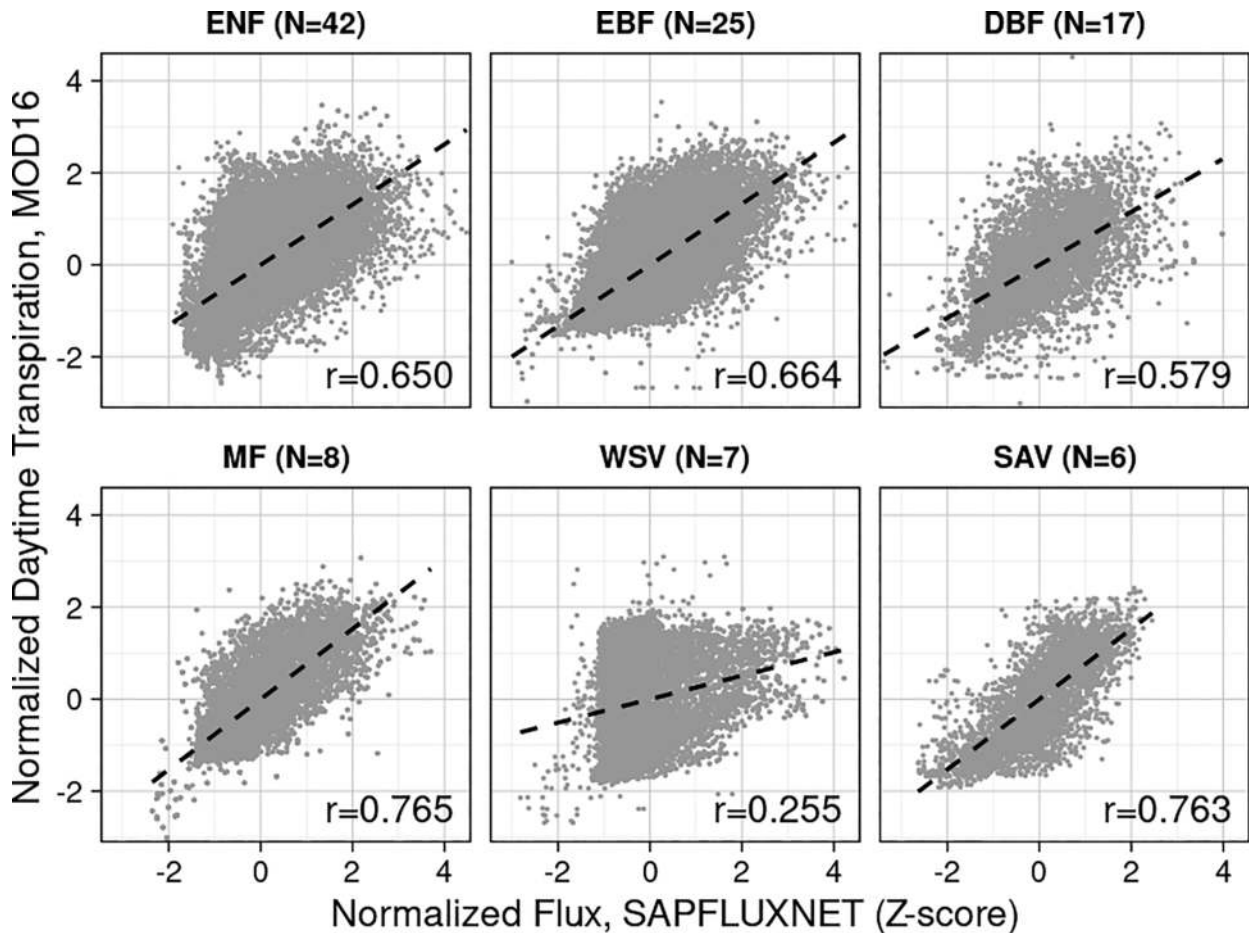 ENF (N=42)
EBF (N=25)
DBF (N=17)
4
2
0
-2
r=0.650
r=0.664
r=0.579
MF (N=8)
WSV (N=7)
SAV (N=6)
4
2
0
-2
r=0.765
r=0.255
r=0.763
-2 0 2 4
-2 0 2 4
-2 0 2 4
Normalized Daytime Transpiration, MOD16
Normalized Flux, SAPFLUXNET (Z-score)